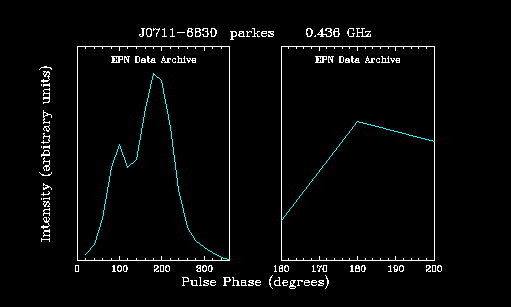 J0711-6830 parkes 0.436 GHz
EPN Data Archive EPN Data Archive
Intensity (arbitrary units)
0 100 200 300 160 170 180 190 200
Pulse Phase (degrees)